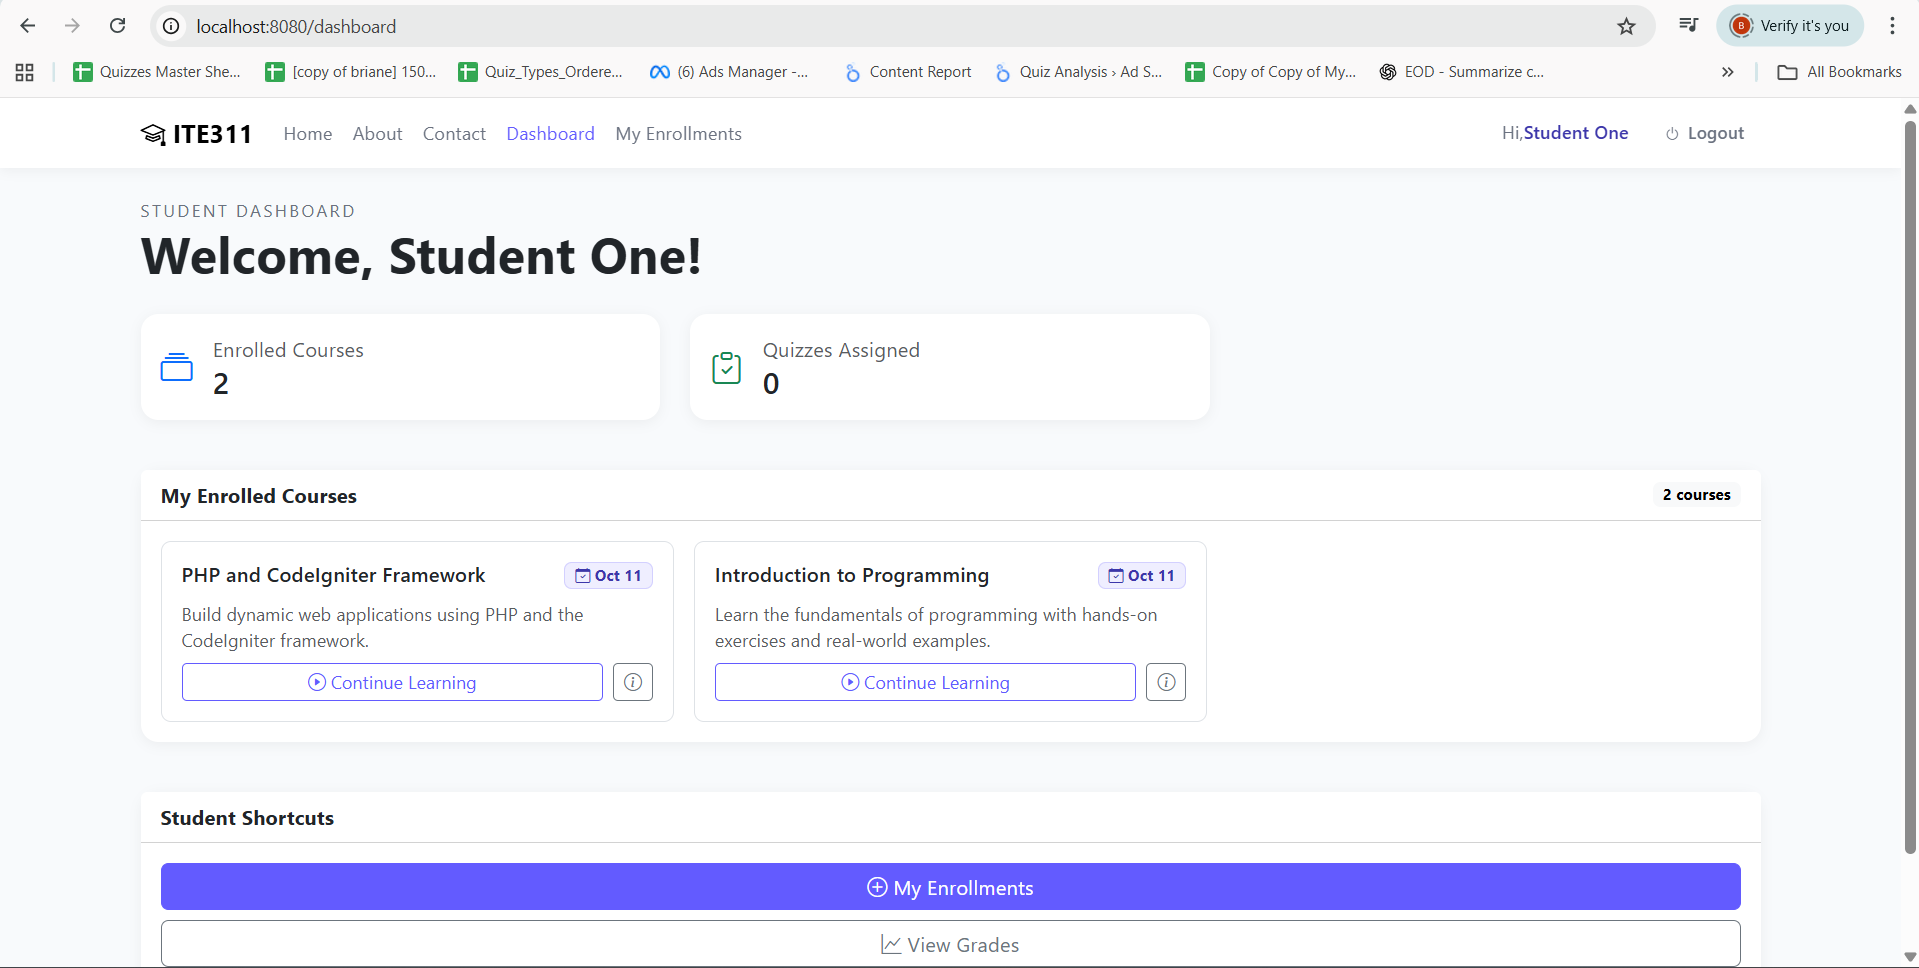 localhost:8080/dashboard
B Verify it's you
Quizzes Master She... [copy of briane] 150... Quiz_Types_Ordere... (6) Ads Manager -... Content Report Quiz Analysis › Ad S... Copy of Copy of My... EOD - Summarize c... » All Bookmarks
ITE311 Home About Contact Dashboard My Enrollments Hi,Student One Logout
STUDENT DASHBOARD
Welcome, Student One!
Enrolled Courses
2
Quizzes Assigned
0
My Enrolled Courses 2 courses
PHP and CodeIgniter Framework Oct 11
Build dynamic web applications using PHP and the
CodeIgniter framework.
Continue Learning
Introduction to Programming Oct 11
Learn the fundamentals of programming with hands-on
exercises and real-world examples.
Continue Learning
Student Shortcuts
My Enrollments
View Grades